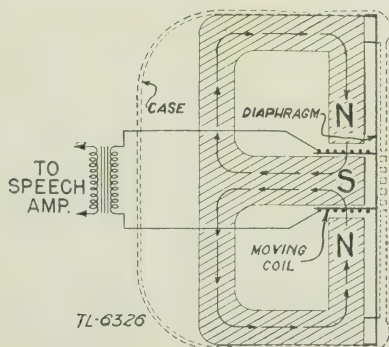 CASE
DIAPHRAGM
N
TO
SPEECH
AMP.
S
N
MOVING
COIL
TL-6326